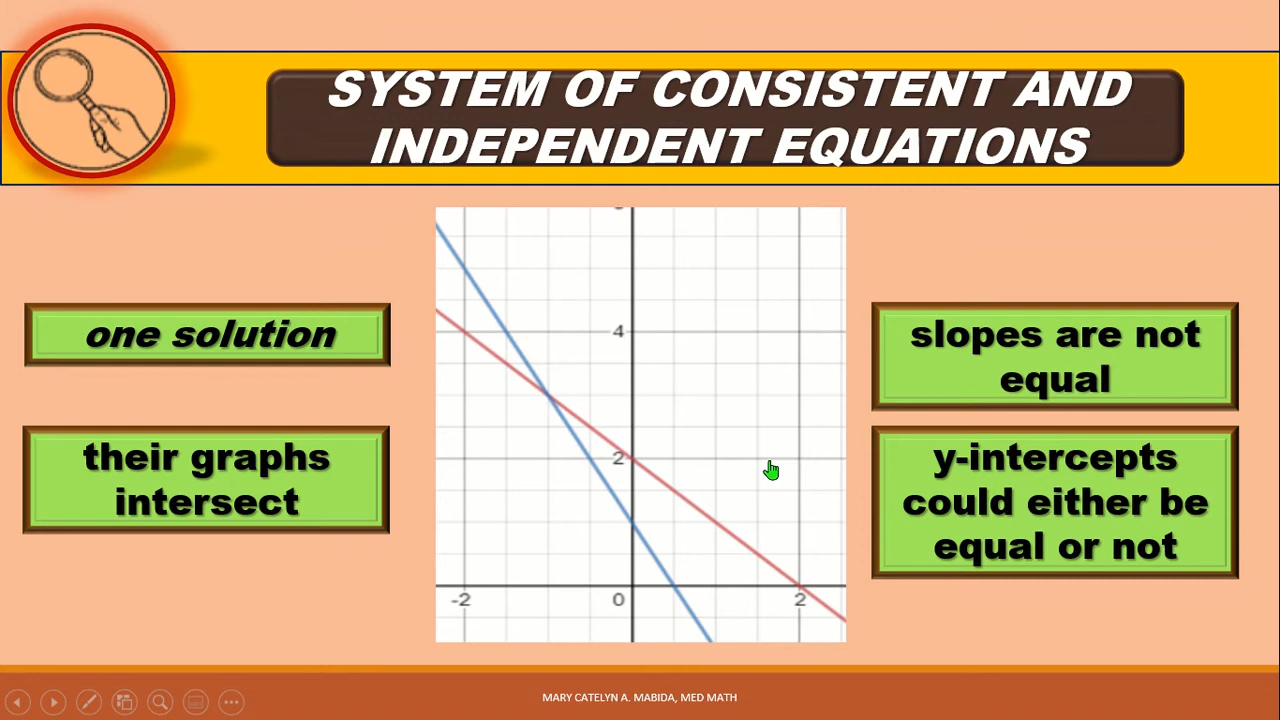 SYSTEM OF CONSISTENT AND
INDEPENDENT EQUATIONS
one solution
their graphs
intersect
4
2
-2
0
2
slopes are not
equal
y-intercepts
could either be
equal or not
MARY CATELYN A. MABIDA, MED MATH